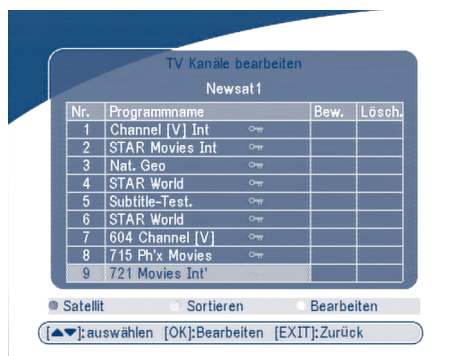 TV Kanäle bearbeiten
Newsat1
Nr. Programmname Bew. Lösch.
1 Channel [V] Int
2 STAR Movies Int
3 Nat. Geo
4 STAR World
5 Subtitle-Test.
6 STAR World
7 604 Channel [V]
8 715 Ph'x Movies
9 721 Movies Int'
Satellit Sortieren Bearbeiten
[▲▼]:auswählen [OK]:Bearbeiten [EXIT]:Zurück